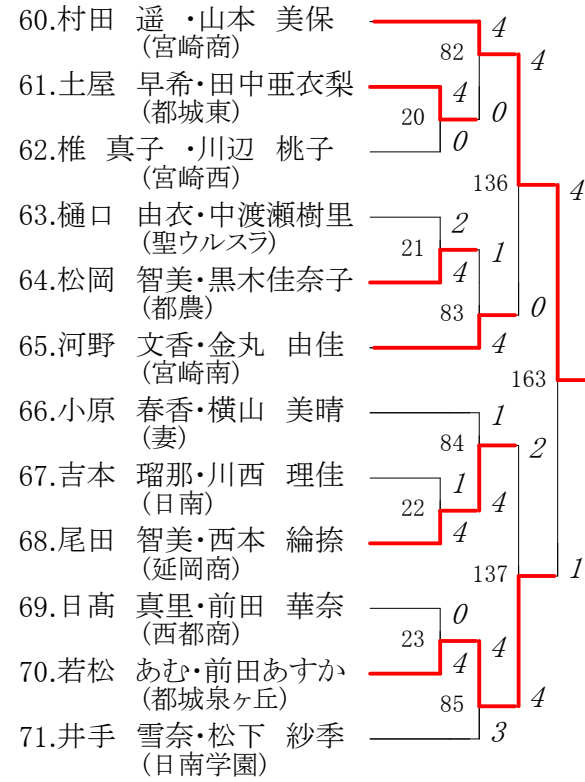 60.村田 遥 ・山本 美保
(宮崎商)
61.土屋 早希・田中亜衣梨
(都城東)
62.椎 真子 ・川辺 桃子
(宮崎西)
63.樋口 由衣・中渡瀬樹里
(聖ウルスラ)
64.松岡 智美・黒木佳奈子
(都農)
65.河野 文香・金丸 由佳
(宮崎南)
66.小原 春香・横山 美晴
(妻)
67.吉本 瑠那・川西 理佳
(日南)
68.尾田 智美・西本 綸捺
(延岡商)
69.日髙 真里・前田 華奈
(西都商)
70.若松 あむ・前田あすか
(都城泉ヶ丘)
71.井手 雪奈・松下 紗季
(日南学園)
4
82
4
4
20
0
0
136
4
2
21
1
4
83
0
4
163
1
84
2
1
22
4
4
137
1
0
23
4
4
85
4
3